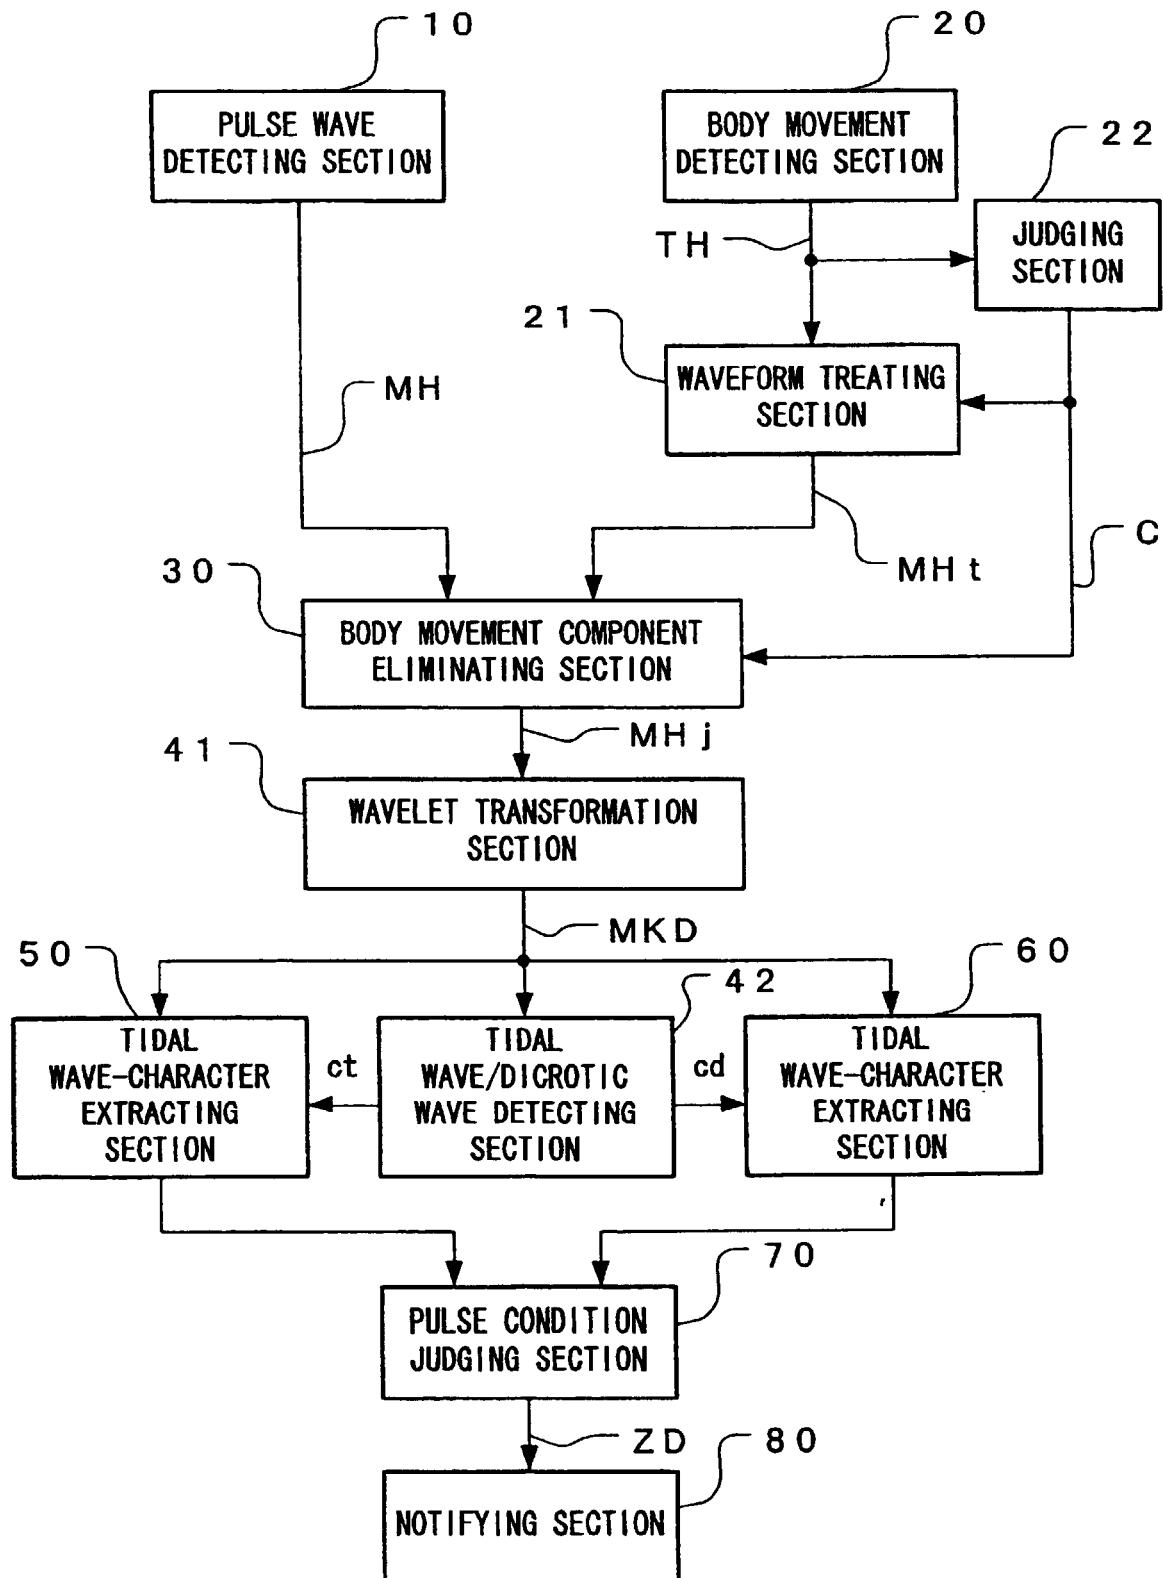 10
20
PULSE WAVE
DETECTING SECTION
BODY MOVEMENT
DETECTING SECTION
22
JUDGING
SECTION
TH
21
WAVEFORM TREATING
SECTION
MH
C
MHt
30
BODY MOVEMENT COMPONENT
ELIMINATING SECTION
MHj
41
WAVELET TRANSFORMATION
SECTION
MKD
50
42
60
TIDAL
WAVE-CHARACTER
EXTRACTING
SECTION
ct
TIDAL
WAVE/DICROTIC
WAVE DETECTING
SECTION
cd
TIDAL
WAVE-CHARACTER
EXTRACTING
SECTION
70
PULSE CONDITION
JUDGING SECTION
ZD
80
NOTIFYING SECTION